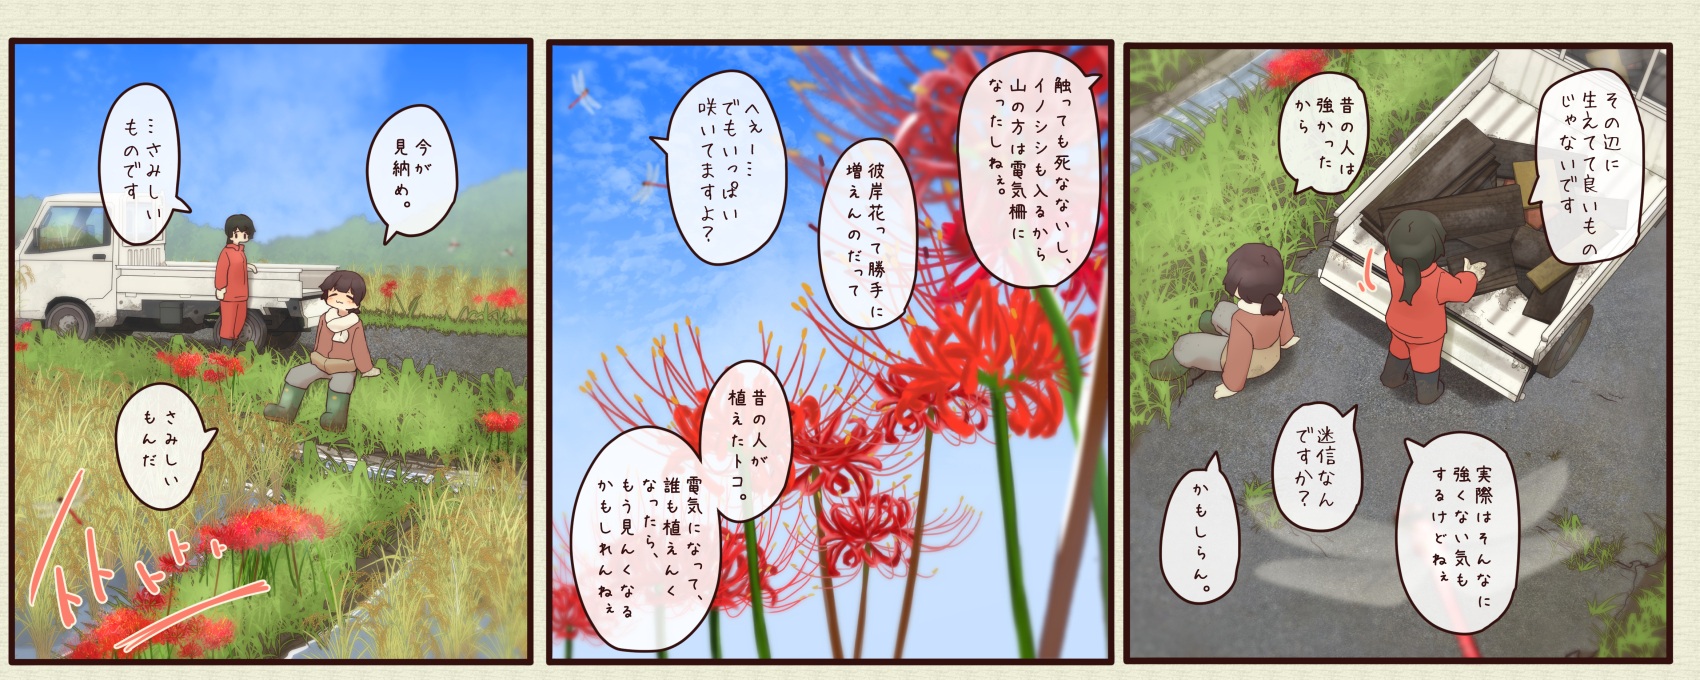 その辺に
生えてて良いもの
じゃないです
昔の人は
強かった
から
実際はそんなに
強くない気も
するけどねぇ
迷信なん
ですか?
かもしらん。
触っても死なないし、
イノシシも入るから
山の方は電気柵に
なったしねぇ。
彼岸花って勝手に
増えんのだって
へぇー…
でもいっぱい
咲いてますよ?
昔の人が
植えたトコ。
電気になって、
誰も植えんく
なったら、
もう見んくなる
かもしれんねぇ
今が
見納め。
…さみしい
ものです
さみしい
もんだ
トトトトトト